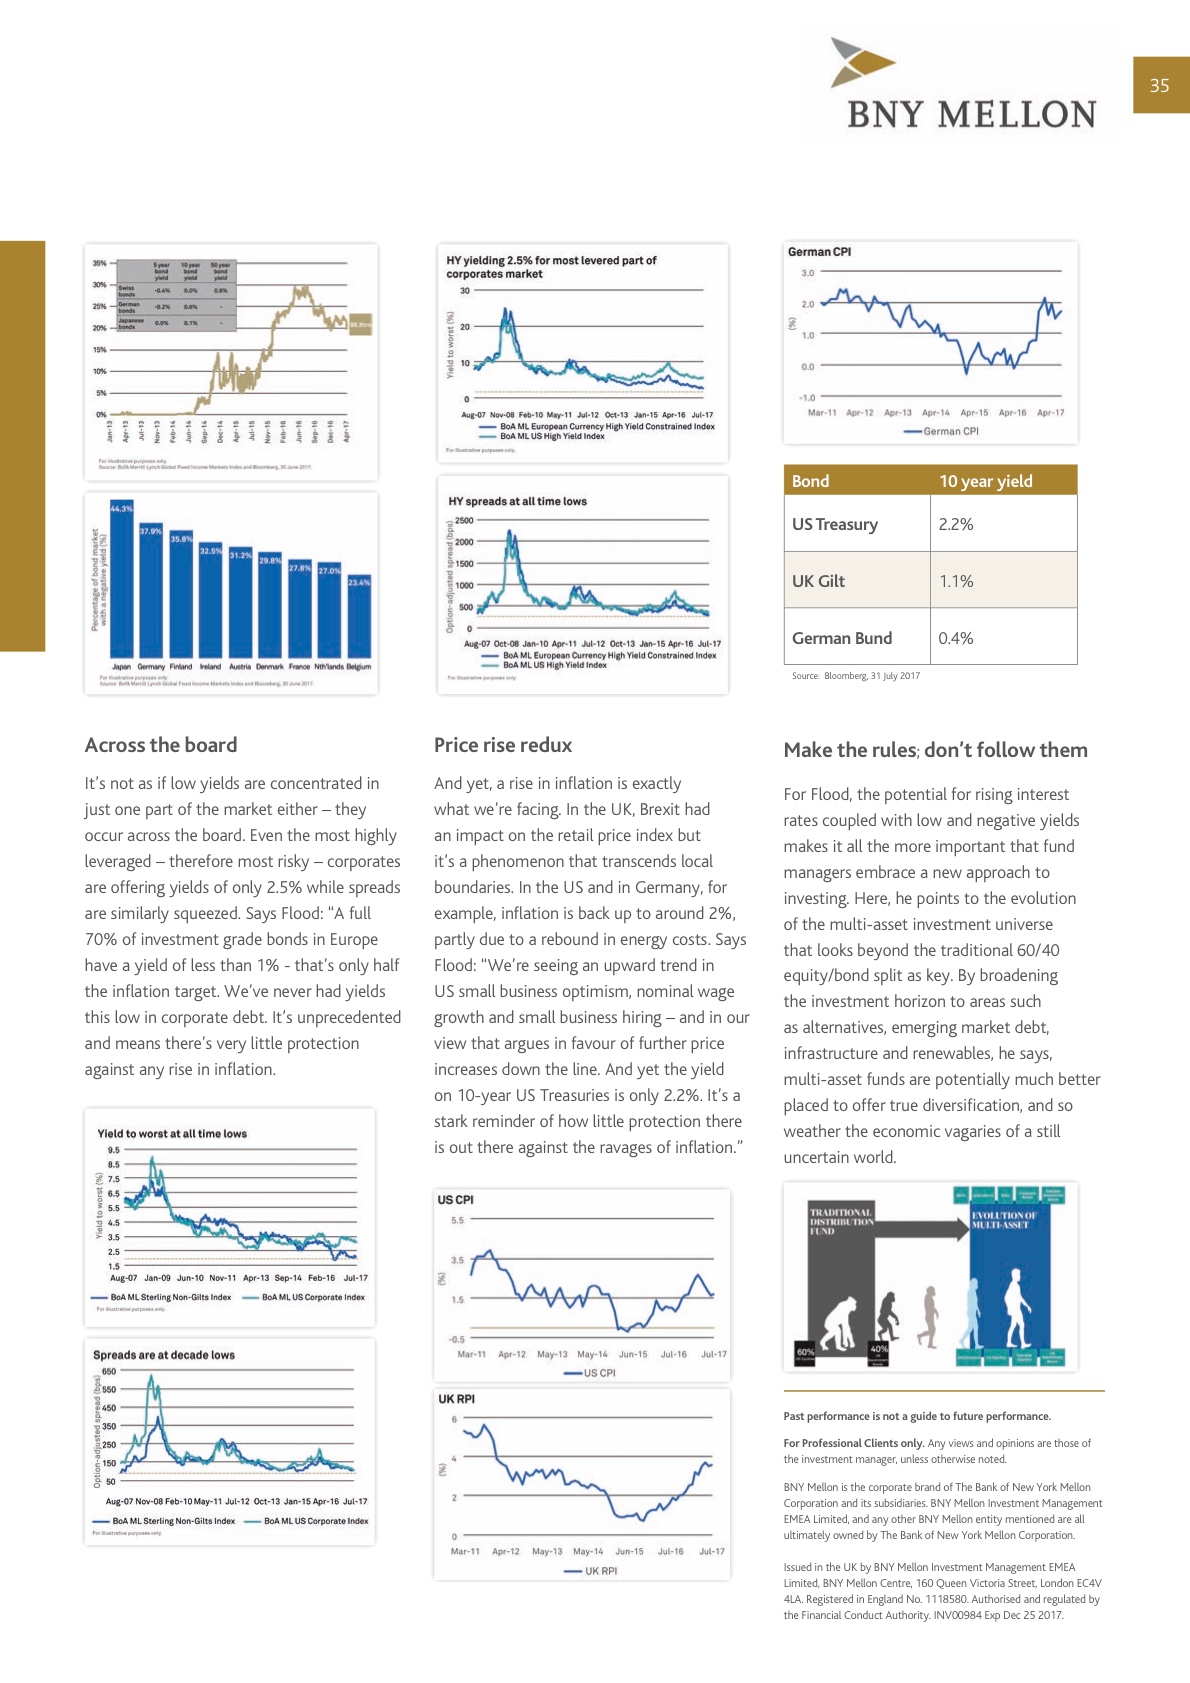 BNY MELLON
35
35%
30%
25%
20%
15%
10%
5%
0%
5 year bond yield
10 year bond yield
50 year bond yield
Swiss bonds -0.4% 0.0% 0.6%
German bonds -0.2% 0.6% -
Japanese bonds 0.0% 0.1% -
Jan-13 Apr-13 Jul-13 Nov-13 Feb-14 Jun-14 Sep-14 Dec-14 Apr-15 Jul-15 Nov-15 Feb-16 Jun-16 Sep-16 Dec-16 Apr-17
For illustrative purposes only.
Source: BofA Merrill Lynch Global Fixed Income Markets Index and Bloomberg, 30 June 2017.
Percentage of bond market
with a negative yield (%)
44.3% 37.9% 35.8% 32.5% 31.2% 29.8% 27.8% 27.0% 23.4%
Japan Germany Finland Ireland Austria Denmark France Nth'lands Belgium
For illustrative purposes only.
Source: BofA Merrill Lynch Global Fixed Income Markets Index and Bloomberg, 30 June 2017.
HY yielding 2.5% for most levered part of
corporates market
Yield to worst (%)
30
20
10
0
Aug-07 Nov-08 Feb-10 May-11 Jul-12 Oct-13 Jan-15 Apr-16 Jul-17
BoA ML European Currency High Yield Constrained Index
BoA ML US High Yield Index
For illustrative purposes only.
HY spreads at all time lows
Option-adjusted spread (bps)
2500
2000
1500
1000
500
0
Aug-07 Oct-08 Jan-10 Apr-11 Jul-12 Oct-13 Jan-15 Apr-16 Jul-17
BoA ML European Currency High Yield Constrained Index
BoA ML US High Yield Index
For illustrative purposes only.
German CPI
(%)
3.0
2.0
1.0
0.0
-1.0
Mar-11 Apr-12 Apr-13 Apr-14 Apr-15 Apr-16 Apr-17
German CPI
Bond 10 year yield
US Treasury 2.2%
UK Gilt 1.1%
German Bund 0.4%
Source: Bloomberg, 31 July 2017
Across the board
It's not as if low yields are concentrated in
just one part of the market either – they
occur across the board. Even the most highly
leveraged – therefore most risky – corporates
are offering yields of only 2.5% while spreads
are similarly squeezed. Says Flood: “A full
70% of investment grade bonds in Europe
have a yield of less than 1% - that's only half
the inflation target. We've never had yields
this low in corporate debt. It's unprecedented
and means there's very little protection
against any rise in inflation.
Yield to worst at all time lows
Yield to worst (%)
9.5
8.5
7.5
6.5
5.5
4.5
3.5
2.5
1.5
Aug-07 Jan-09 Jun-10 Nov-11 Apr-13 Sep-14 Feb-16 Jul-17
BoA ML Sterling Non-Gilts Index BoA ML US Corporate Index
For illustrative purposes only.
Spreads are at decade lows
Option-adjusted spread (bps)
650
550
450
350
250
150
50
Aug-07 Nov-08 Feb-10 May-11 Jul-12 Oct-13 Jan-15 Apr-16 Jul-17
BoA ML Sterling Non-Gilts Index BoA ML US Corporate Index
For illustrative purposes only.
Price rise redux
And yet, a rise in inflation is exactly
what we're facing. In the UK, Brexit had
an impact on the retail price index but
it's a phenomenon that transcends local
boundaries. In the US and in Germany, for
example, inflation is back up to around 2%,
partly due to a rebound in energy costs. Says
Flood: “We're seeing an upward trend in
US small business optimism, nominal wage
growth and small business hiring – and in our
view that argues in favour of further price
increases down the line. And yet the yield
on 10-year US Treasuries is only 2.2%. It's a
stark reminder of how little protection there
is out there against the ravages of inflation.”
US CPI
(%)
5.5
3.5
1.5
-0.5
Mar-11 Apr-12 May-13 May-14 Jun-15 Jul-16 Jul-17
US CPI
UK RPI
(%)
6
4
2
0
Mar-11 Apr-12 May-13 May-14 Jun-15 Jul-16 Jul-17
UK RPI
Make the rules; don't follow them
For Flood, the potential for rising interest
rates coupled with low and negative yields
makes it all the more important that fund
managers embrace a new approach to
investing. Here, he points to the evolution
of the multi-asset investment universe
that looks beyond the traditional 60/40
equity/bond split as key. By broadening
the investment horizon to areas such
as alternatives, emerging market debt,
infrastructure and renewables, he says,
multi-asset funds are potentially much better
placed to offer true diversification, and so
weather the economic vagaries of a still
uncertain world.
TRADITIONAL
DISTRIBUTION
FUND
EVOLUTION OF
MULTI-ASSET
60%
40%
Past performance is not a guide to future performance.
For Professional Clients only. Any views and opinions are those of
the investment manager, unless otherwise noted.
BNY Mellon is the corporate brand of The Bank of New York Mellon
Corporation and its subsidiaries. BNY Mellon Investment Management
EMEA Limited, and any other BNY Mellon entity mentioned are all
ultimately owned by The Bank of New York Mellon Corporation.
Issued in the UK by BNY Mellon Investment Management EMEA
Limited, BNY Mellon Centre, 160 Queen Victoria Street, London EC4V
4LA. Registered in England No. 1118580. Authorised and regulated by
the Financial Conduct Authority. INV00984 Exp Dec 25 2017.